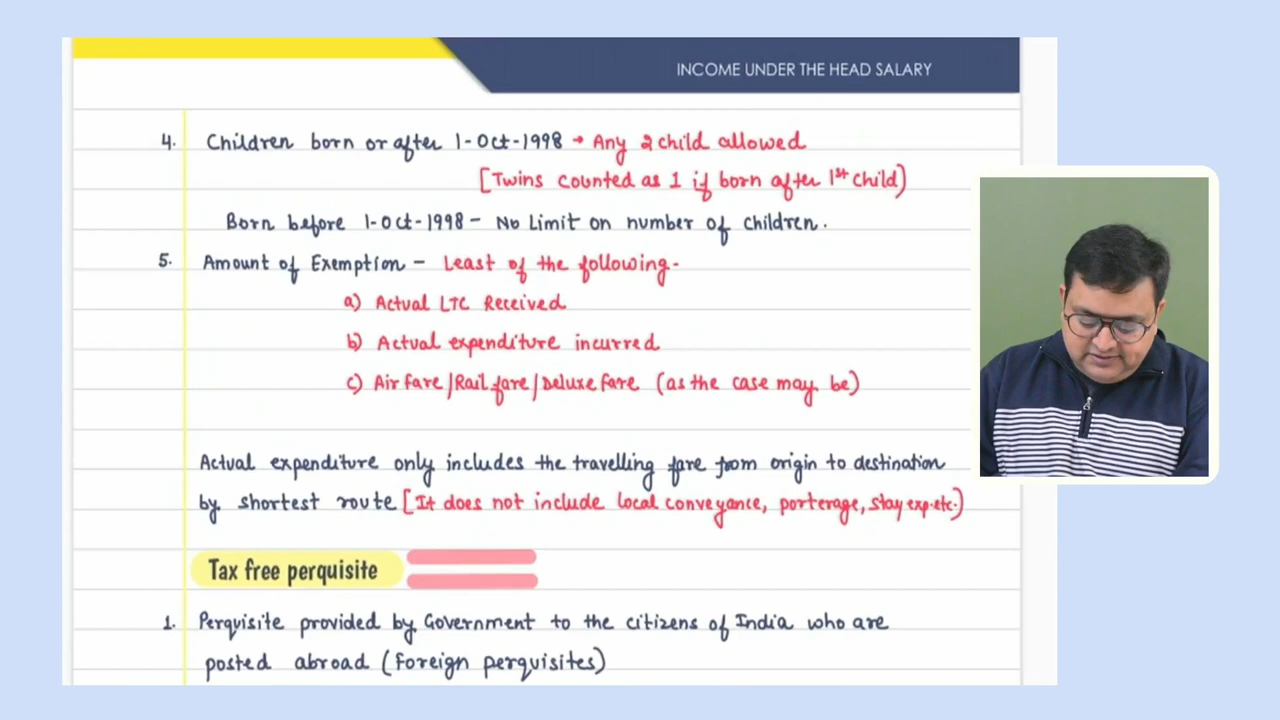 INCOME UNDER THE HEAD SALARY
4. Children born or after 1-Oct-1998 → Any 2 child allowed
[Twins counted as 1 if born after 1st child]
Born before 1-Oct-1998 - No Limit on number of children.
5. Amount of Exemption - Least of the following-
a) Actual LTC Received
b) Actual expenditure incurred
c) Air fare/Rail fare/Deluxe fare (as the case may be)
Actual expenditure only includes the travelling fare from origin to destination
by shortest route [It does not include local conveyance, porterage, stay exp. etc.]
Tax free perquisite
1. Perquisite provided by Government to the citizens of India who are
posted abroad (Foreign perquisites)